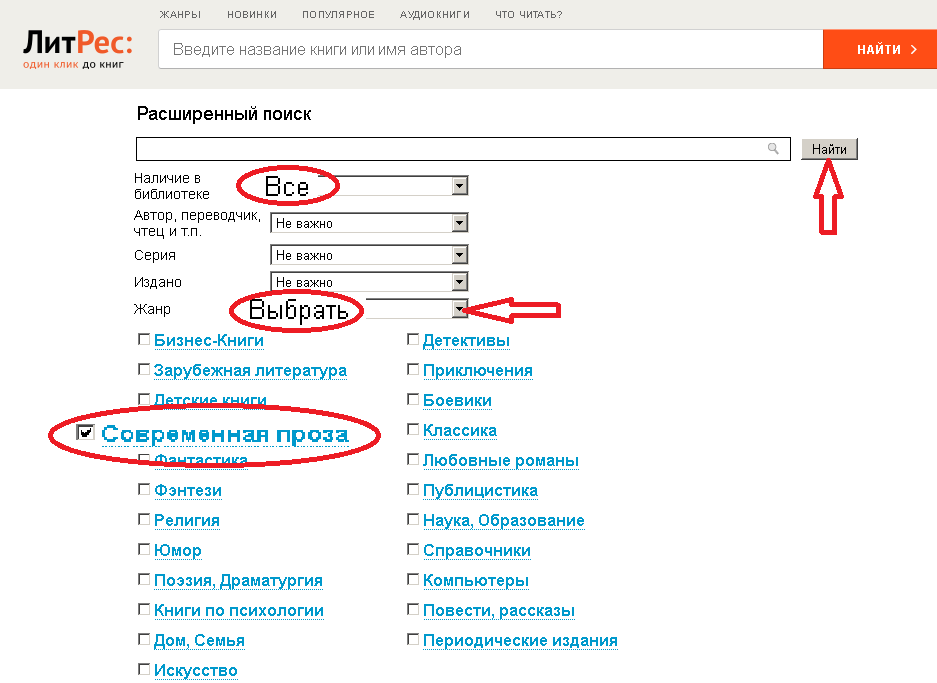 ЖАНРЫ НОВИНКИ ПОПУЛЯРНОЕ АУДИОКНИГИ ЧТО ЧИТАТЬ?
ЛитРес:
один клик до книг
Введите название книги или имя автора
НАЙТИ
Расширенный поиск
Найти
Наличие в
библиотеке
Все
Автор, переводчик,
чтец и т.п.
Не важно
Серия Не важно
Издано Не важно
Жанр Выбрать
Бизнес-Книги Детективы
Зарубежная литература Приключения
Детские книги Боевики
Современная проза Классика
Фантастика Любовные романы
Фэнтези Публицистика
Религия Наука, Образование
Юмор Справочники
Поэзия, Драматургия Компьютеры
Книги по психологии Повести, рассказы
Дом, Семья Периодические издания
Искусство